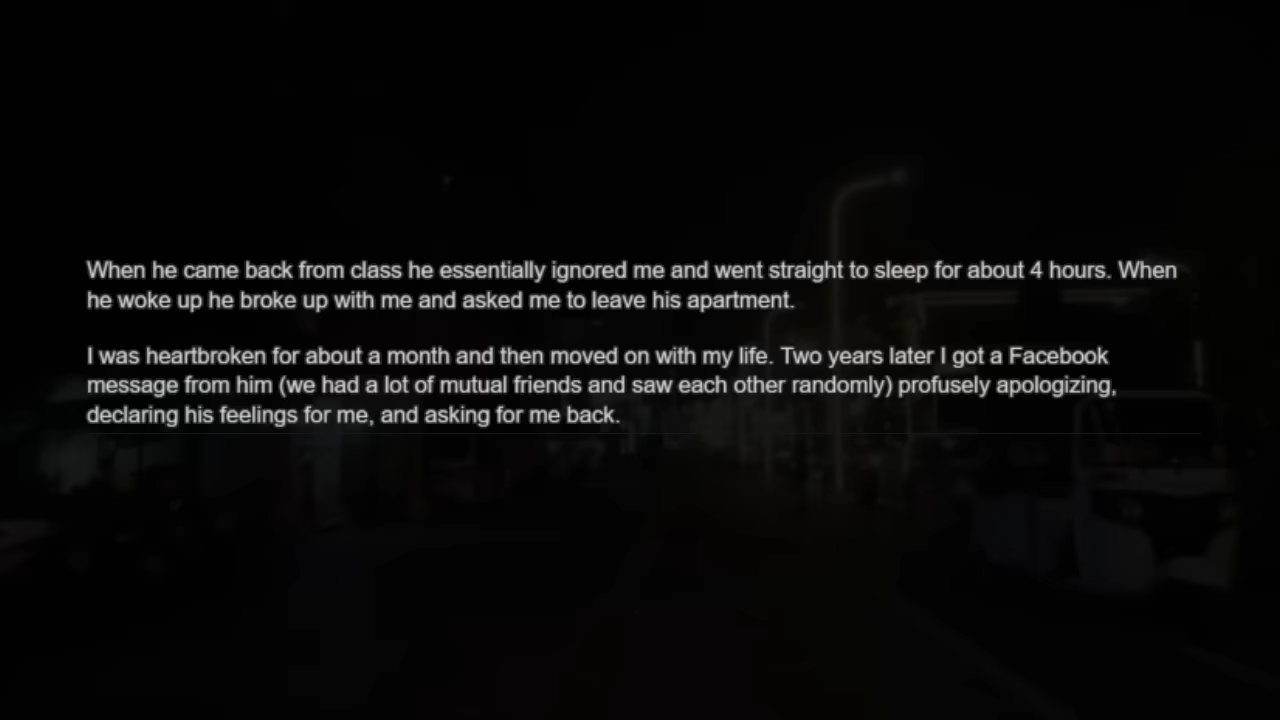 When he came back from class he essentially ignored me and went straight to sleep for about 4 hours. When
he woke up he broke up with me and asked me to leave his apartment.
I was heartbroken for about a month and then moved on with my life. Two years later I got a Facebook
message from him (we had a lot of mutual friends and saw each other randomly) profusely apologizing,
declaring his feelings for me, and asking for me back.